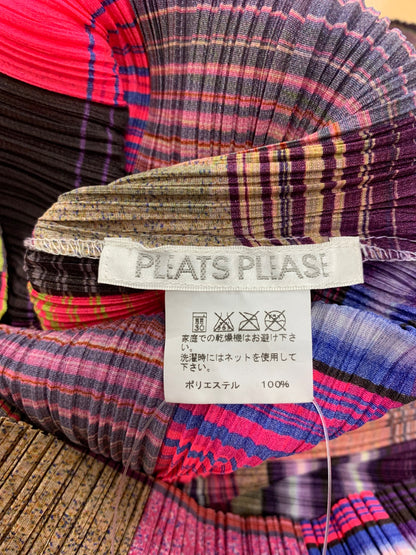 PLEATS PLEASE
家庭での乾燥機はお避け下さい。
洗濯時にはネットを使用して下さい。
ポリエステル 100%